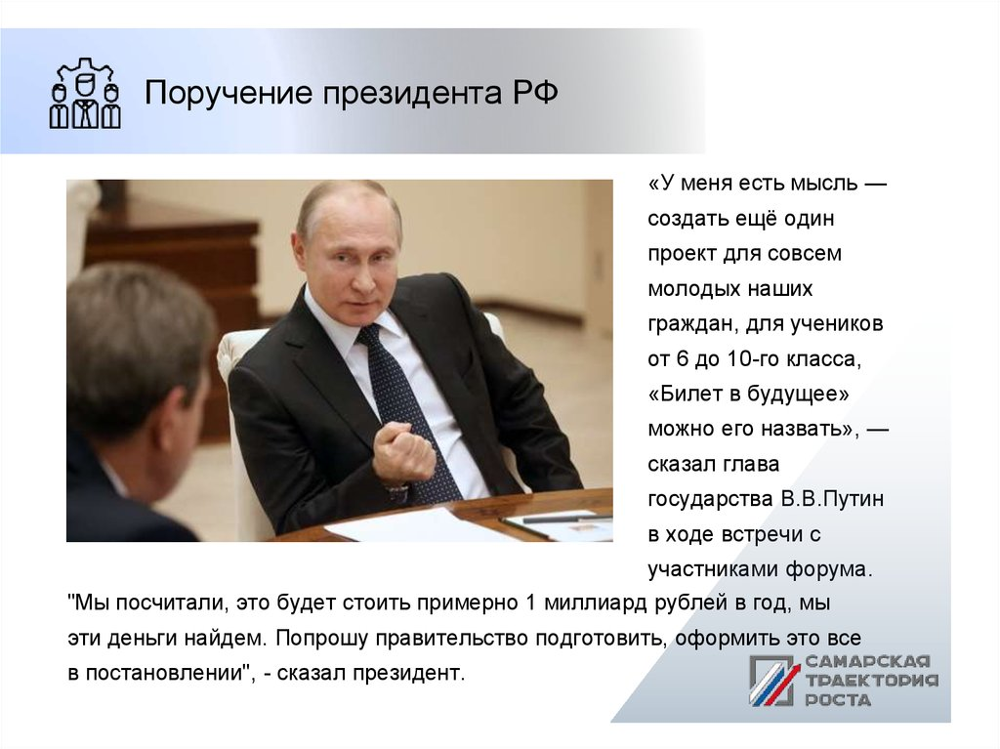 Поручение президента РФ
«У меня есть мысль —
создать ещё один
проект для совсем
молодых наших
граждан, для учеников
от 6 до 10-го класса,
«Билет в будущее»
можно его назвать», —
сказал глава
государства В.В.Путин
в ходе встречи с
участниками форума.
"Мы посчитали, это будет стоить примерно 1 миллиард рублей в год, мы
эти деньги найдем. Попрошу правительство подготовить, оформить это все
в постановлении", - сказал президент.
САМАРСКАЯ
ТРАЕКТОРИЯ
РОСТА